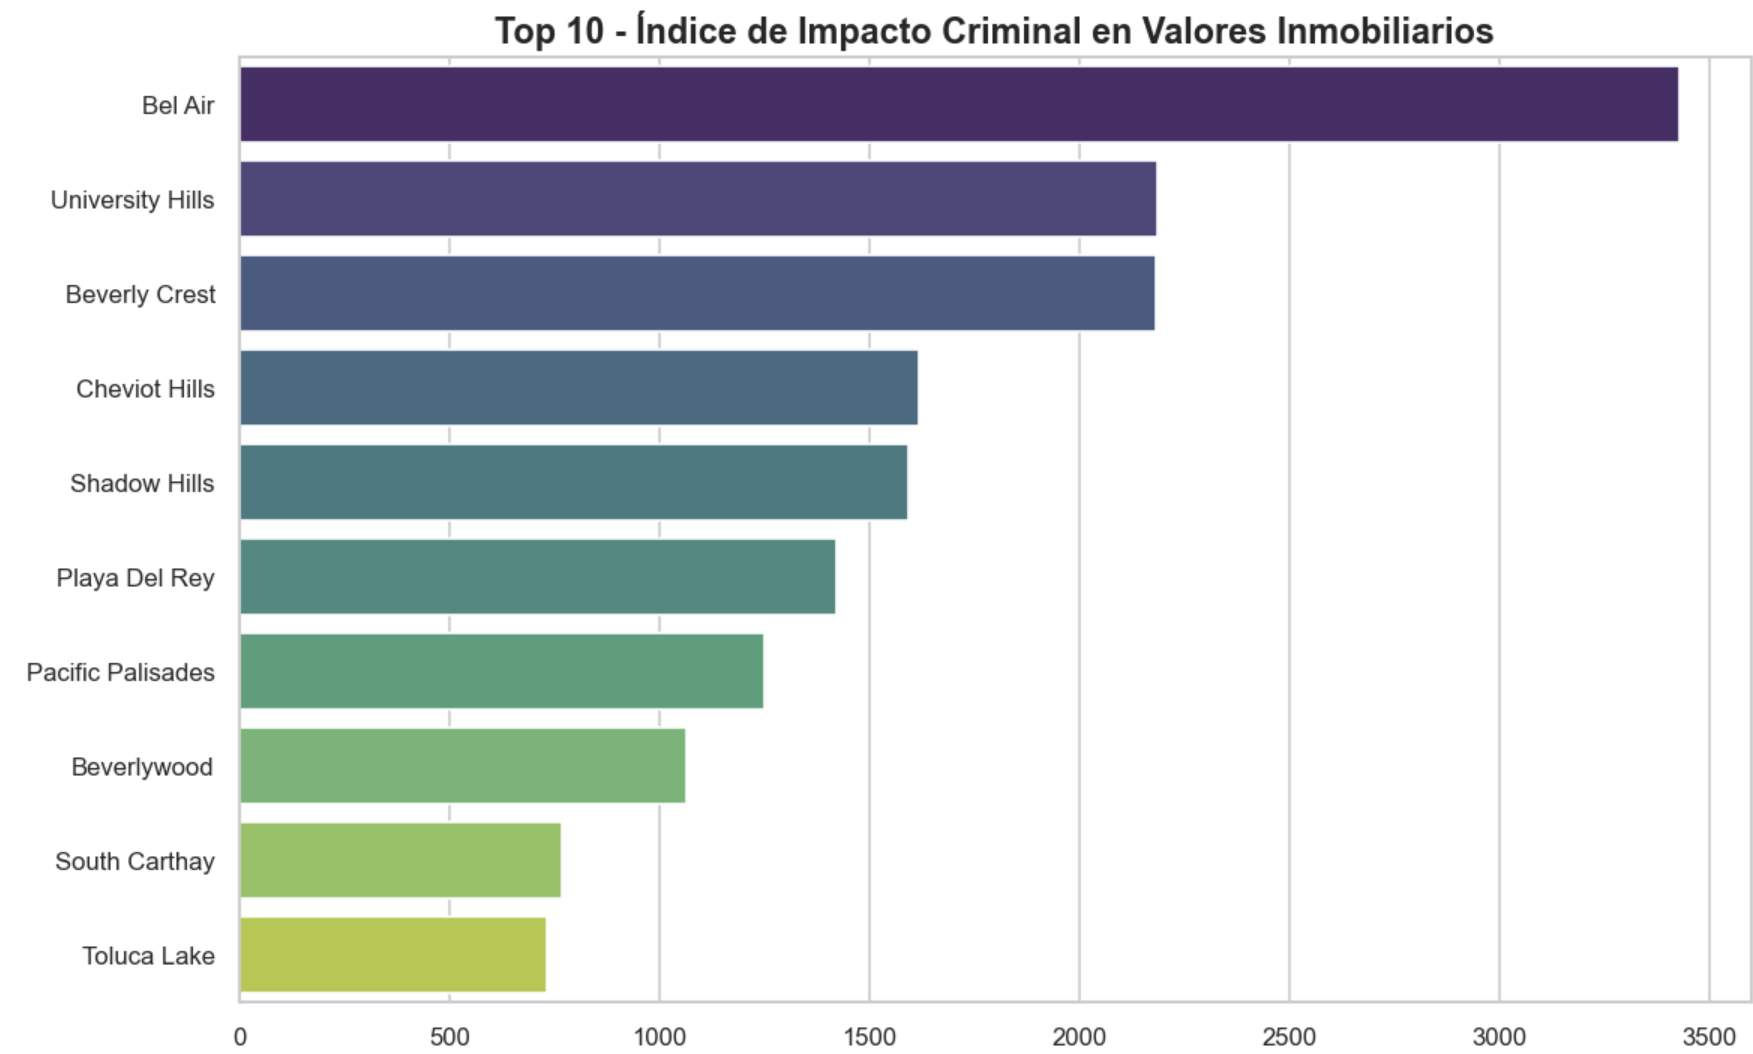 Top 10 - Índice de Impacto Criminal en Valores Inmobiliarios
Bel Air
University Hills
Beverly Crest
Cheviot Hills
Shadow Hills
Playa Del Rey
Pacific Palisades
Beverlywood
South Carthay
Toluca Lake
0 500 1000 1500 2000 2500 3000 3500